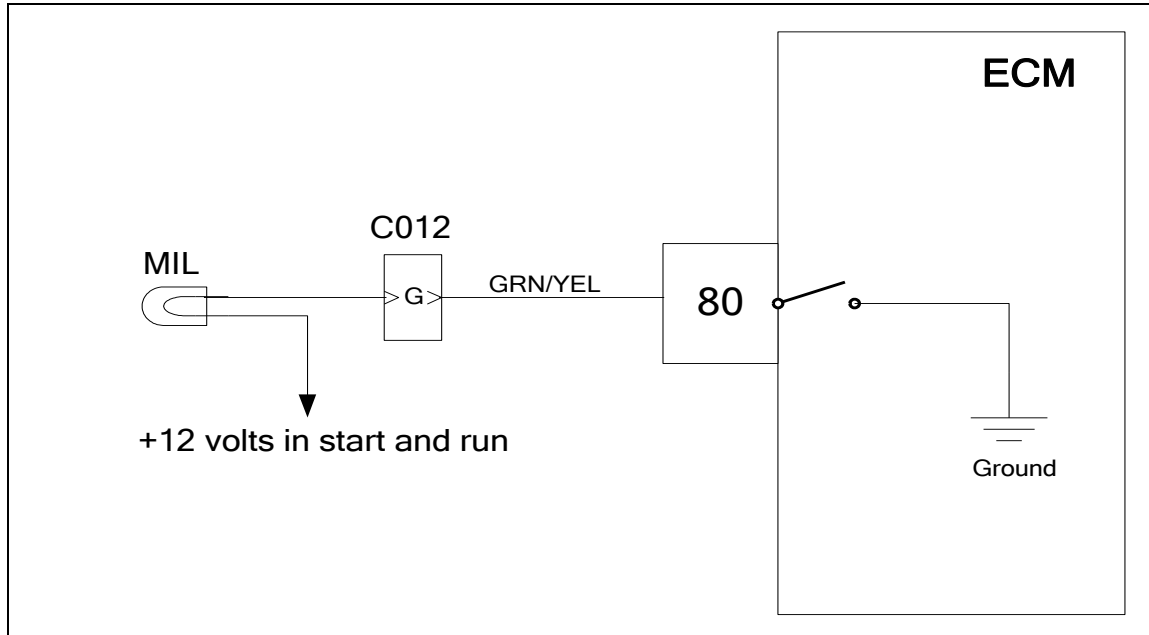 ECM
C012
MIL
G
GRN/YEL
80
+12 volts in start and run
Ground